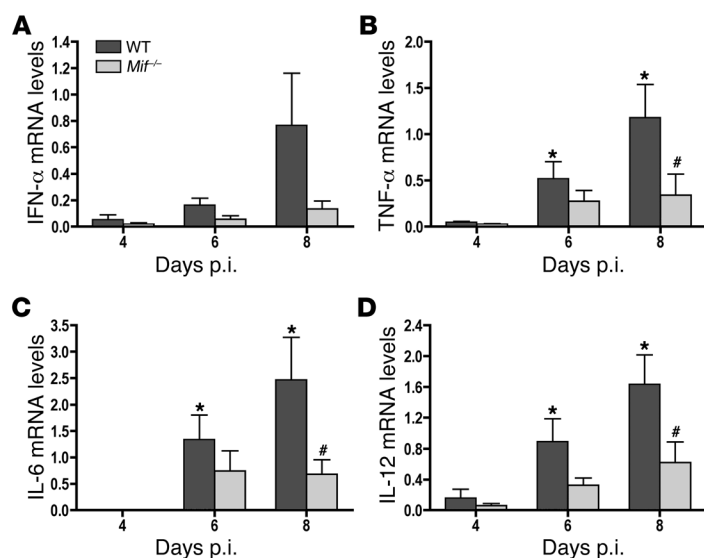 A
IFN-α mRNA levels
1.4
1.2
1.0
0.8
0.6
0.4
0.2
0.0
WT
Mif–/–
4 6 8
Days p.i.
B
TNF-α mRNA levels
2.0
1.5
1.0
0.5
0.0
*
*
#
4 6 8
Days p.i.
C
IL-6 mRNA levels
3.5
3.0
2.5
2.0
1.5
1.0
0.5
0.0
*
*
#
4 6 8
Days p.i.
D
IL-12 mRNA levels
2.4
2.0
1.6
1.2
0.8
0.4
0.0
*
*
#
4 6 8
Days p.i.